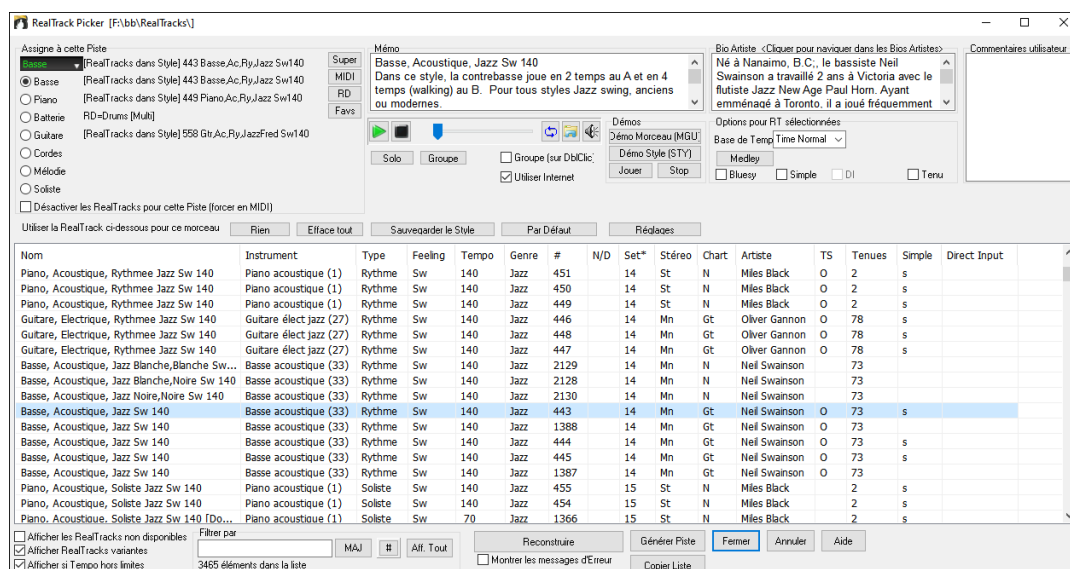 RealTrack Picker [F:\bb\RealTracks\]
Assigne à cette Piste
Basse
[RealTracks dans Style] 443 Basse,Ac,Ry,Jazz Sw140
Super
Basse
[RealTracks dans Style] 443 Basse,Ac,Ry,Jazz Sw140
MIDI
Piano
[RealTracks dans Style] 449 Piano,Ac,Ry,Jazz Sw140
RD
Batterie
RD=Drums [Multi]
Favs
Guitare
[RealTracks dans Style] 558 Gtr,Ac,Ry,JazzFred Sw140
Cordes
Mélodie
Soliste
Désactiver les RealTracks pour cette Piste (forcer en MIDI)
Mémo
Basse, Acoustique, Jazz Sw 140
Dans ce style, la contrebasse joue en 2 temps au A et en 4
temps (walking) au B. Pour tous styles Jazz swing, anciens
ou modernes.
Solo
Groupe
Groupe (sur DblClic)
Utiliser Internet
Démos
Démo Morceau (MGU)
Démo Style (STY)
Jouer
Stop
Bio Artiste <Cliquer pour naviguer dans les Bios Artistes>
Né à Nanaimo, B.C;, le bassiste Neil
Swainson a travaillé 2 ans à Victoria avec le
flutiste Jazz New Age Paul Horn. Ayant
emménagé à Toronto, il a joué fréquemment
Options pour RT sélectionnées
Base de Temp
Time Normal
Medley
Bluesy
Simple
DI
Tenu
Commentaires utilisateur
Utiliser la RealTrack ci-dessous pour ce morceau
Rien
Efface tout
Sauvegarder le Style
Par Défaut
Réglages
Nom Instrument Type Feeling Tempo Genre # N/D Set* Stéreo Chart Artiste TS Tenues Simple Direct Input
Piano, Acoustique, Rythmee Jazz Sw 140 Piano acoustique (1) Rythme Sw 140 Jazz 451 14 St N Miles Black O 2 s
Piano, Acoustique, Rythmee Jazz Sw 140 Piano acoustique (1) Rythme Sw 140 Jazz 450 14 St N Miles Black O 2 s
Piano, Acoustique, Rythmee Jazz Sw 140 Piano acoustique (1) Rythme Sw 140 Jazz 449 14 St N Miles Black O 2 s
Guitare, Electrique, Rythmee Jazz Sw 140 Guitare élect jazz (27) Rythme Sw 140 Jazz 446 14 Mn Gt Oliver Gannon O 78 s
Guitare, Electrique, Rythmee Jazz Sw 140 Guitare élect jazz (27) Rythme Sw 140 Jazz 448 14 Mn Gt Oliver Gannon O 78 s
Guitare, Electrique, Rythmee Jazz Sw 140 Guitare élect jazz (27) Rythme Sw 140 Jazz 447 14 Mn Gt Oliver Gannon O 78 s
Basse, Acoustique, Jazz Blanche,Blanche Sw... Basse acoustique (33) Rythme Sw 140 Jazz 2129 14 Mn N Neil Swainson 73
Basse, Acoustique, Jazz Blanche,Noire Sw 140 Basse acoustique (33) Rythme Sw 140 Jazz 2128 14 Mn N Neil Swainson 73
Basse, Acoustique, Jazz Noire,Noire Sw 140 Basse acoustique (33) Rythme Sw 140 Jazz 2130 14 Mn N Neil Swainson 73
Basse, Acoustique, Jazz Sw 140 Basse acoustique (33) Rythme Sw 140 Jazz 443 14 Mn Gt Neil Swainson O 73 s
Basse, Acoustique, Jazz Sw 140 Basse acoustique (33) Rythme Sw 140 Jazz 1388 14 Mn Gt Neil Swainson O 73
Basse, Acoustique, Jazz Sw 140 Basse acoustique (33) Rythme Sw 140 Jazz 444 14 Mn Gt Neil Swainson O 73 s
Basse, Acoustique, Jazz Sw 140 Basse acoustique (33) Rythme Sw 140 Jazz 445 14 Mn Gt Neil Swainson O 73 s
Basse, Acoustique, Jazz Sw 140 Basse acoustique (33) Rythme Sw 140 Jazz 1387 14 Mn Gt Neil Swainson O 73
Piano, Acoustique, Soliste Jazz Sw 140 Piano acoustique (1) Soliste Sw 140 Jazz 455 15 St N Miles Black 2 s
Piano, Acoustique, Soliste Jazz Sw 140 Piano acoustique (1) Soliste Sw 140 Jazz 454 15 St N Miles Black 2 s
Piano, Acoustique, Soliste Jazz Sw 140 [Do... Piano acoustique (1) Soliste Sw 70 Jazz 1366 15 St N Miles Black 2 s
Afficher les RealTracks non disponibles
Afficher RealTracks variantes
Afficher si Tempo hors limites
Filtrer par
MAJ
#
Aff. Tout
3465 éléments dans la liste
Reconstruire
Montrer les messages d'Erreur
Générer Piste
Copier Liste
Fermer
Annuler
Aide